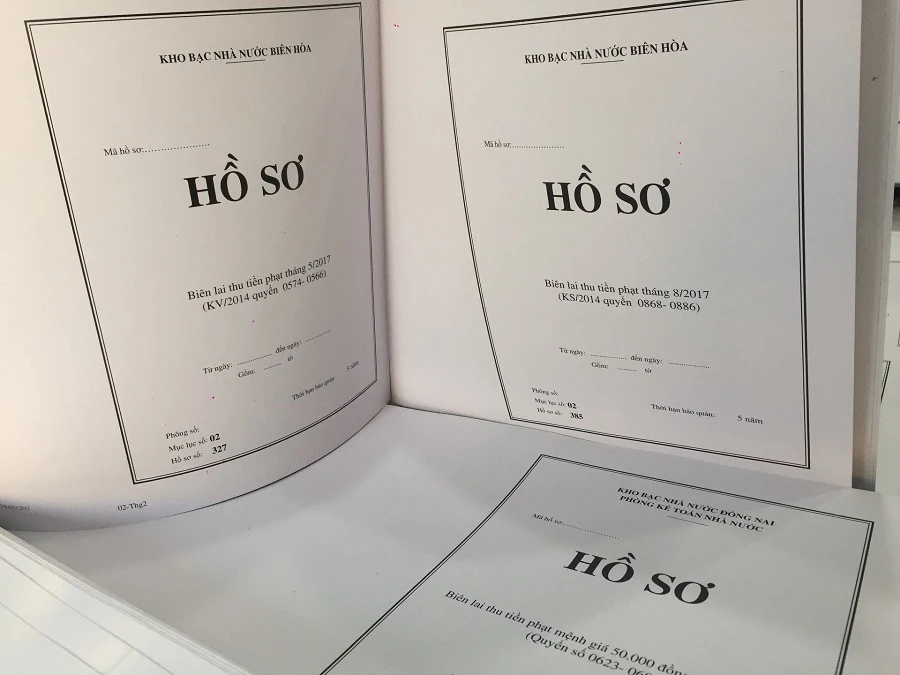 KHO BẠC NHÀ NƯỚC BIÊN HÒA
Mã hồ sơ:.....................
HỒ SƠ
Biên lai thu tiền phạt tháng 5/2017
(KV/2014 quyển 0574- 0566)
Từ ngày: ................ đến ngày: ...........
Gồm: ........ tờ
Thời hạn bảo quản: 5 năm
Phông số:
Mục lục số: 02
Hồ sơ số: 327
02-Thg2
KHO BẠC NHÀ NƯỚC BIÊN HÒA
Mã hồ sơ:.....................
HỒ SƠ
Biên lai thu tiền phạt tháng 8/2017
(KS/2014 quyển 0868- 0886)
Từ ngày: ................ đến ngày: ................
Gồm: ........ tờ
Phông số:
Mục lục số: 02 Thời hạn bảo quản: 5 năm
Hồ sơ số: 385
KHO BẠC NHÀ NƯỚC ĐỒNG NAI
PHÒNG KẾ TOÁN NHÀ NƯỚC
Mã hồ sơ:.....................
HỒ SƠ
Biên lai thu tiền phạt mệnh giá 50.000 đồng
(Quyển số 0623-